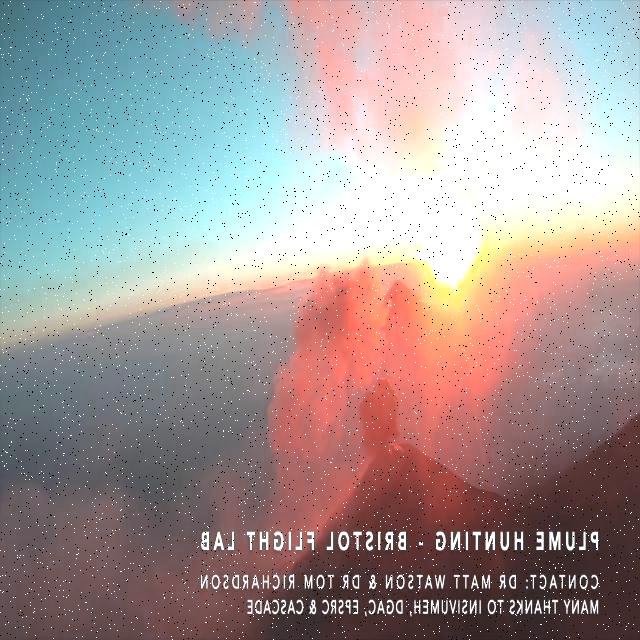 PLUME HUNTING - BRISTOL FLIGHT LAB
CONTACT: DR MATT WATSON & DR TOM RICHARDSON
MANY THANKS TO INSIVUMEH, DGAC, EPSRC & CASCADE